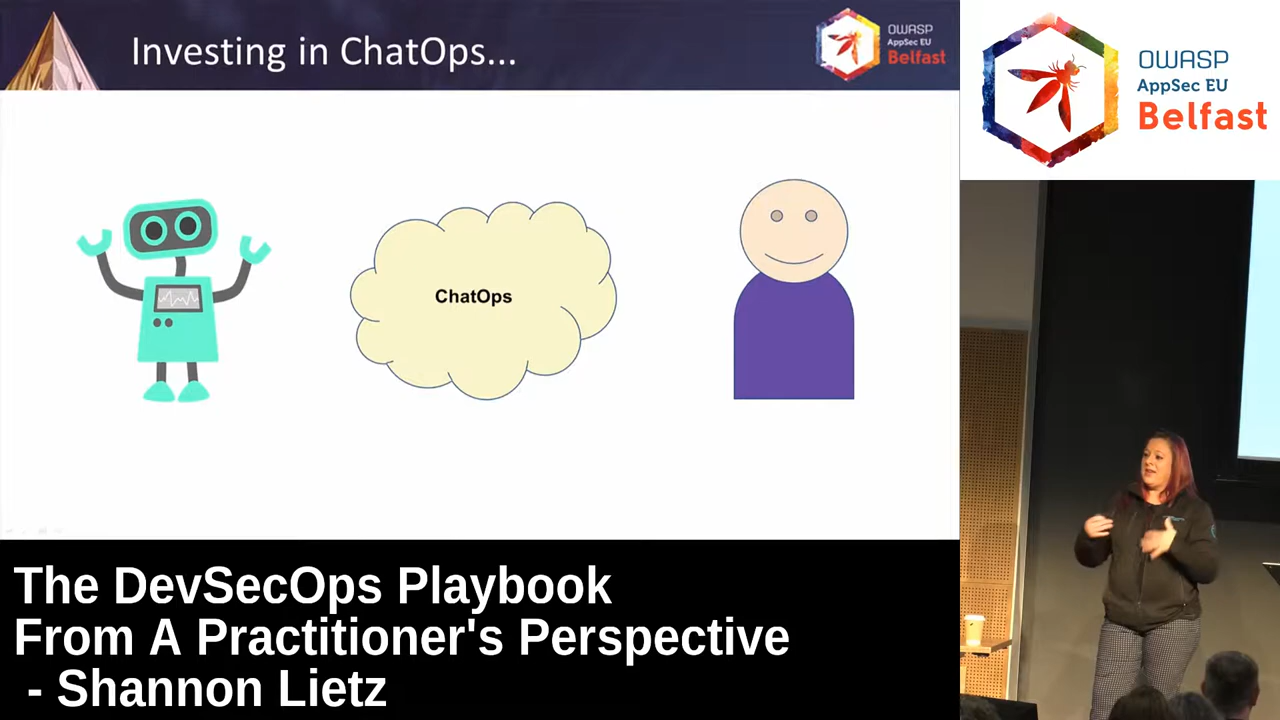 Investing in ChatOps...
OWASP
AppSec EU
Belfast
OWASP
AppSec EU
Belfast
ChatOps
The DevSecOps Playbook
From A Practitioner's Perspective
- Shannon Lietz